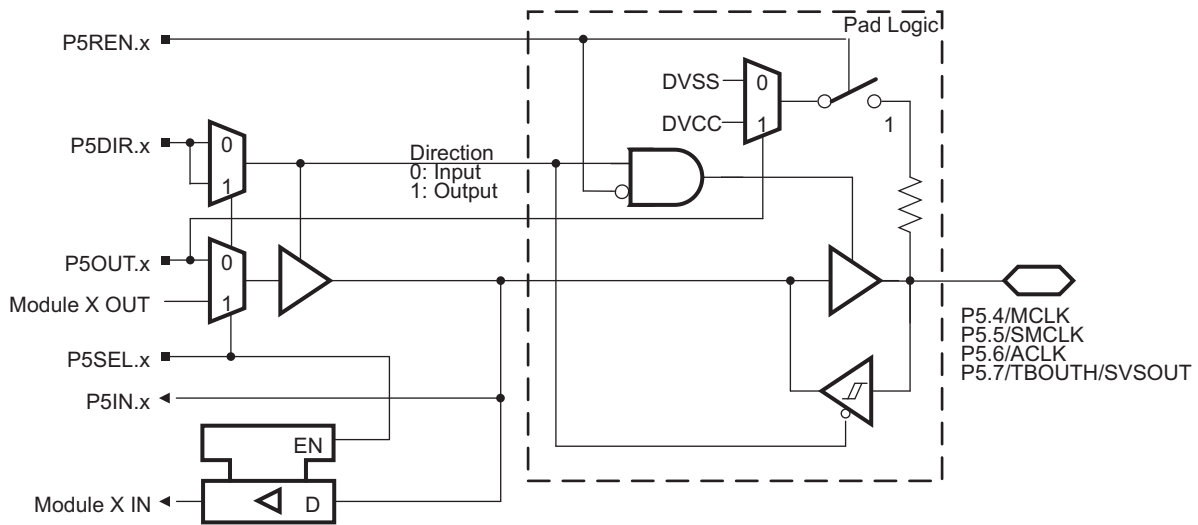 Pad Logic
P5REN.x
DVSS
0
DVCC
1
1
P5DIR.x
0
1
Direction
0: Input
1: Output
P5OUT.x
0
Module X OUT
1
P5SEL.x
P5IN.x
EN
Module X IN
D
P5.4/MCLK
P5.5/SMCLK
P5.6/ACLK
P5.7/TBOUTH/SVSOUT